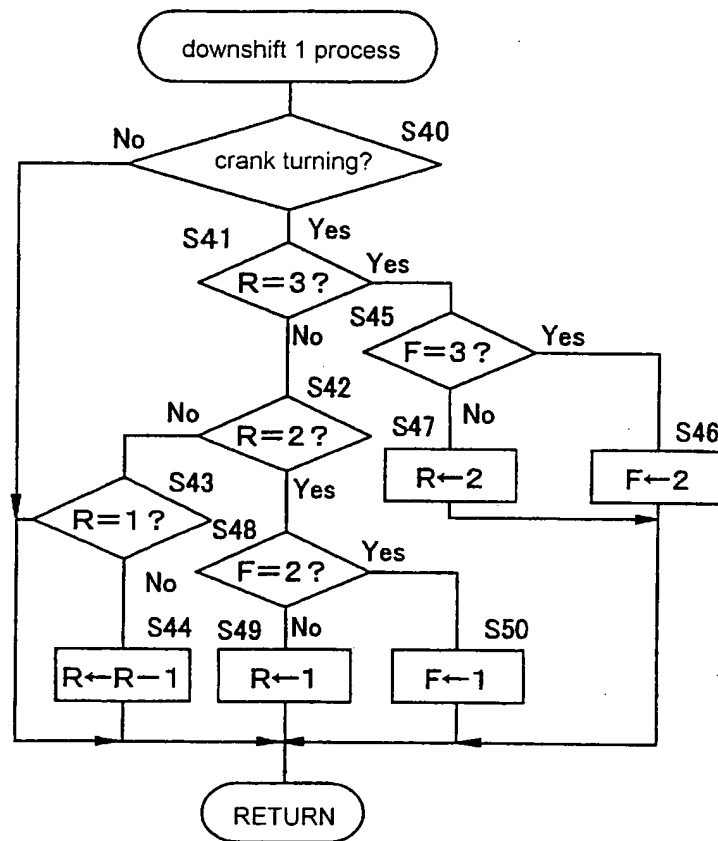 downshift 1 process
No
S40
crank turning?
Yes
S41
R=3?
Yes
S45
No
F=3?
Yes
S42
No
R=2?
No
S47
S46
R←2
F←2
S43
Yes
R=1?
S48
F=2?
Yes
No
S44
S49
No
S50
R←R−1
R←1
F←1
RETURN